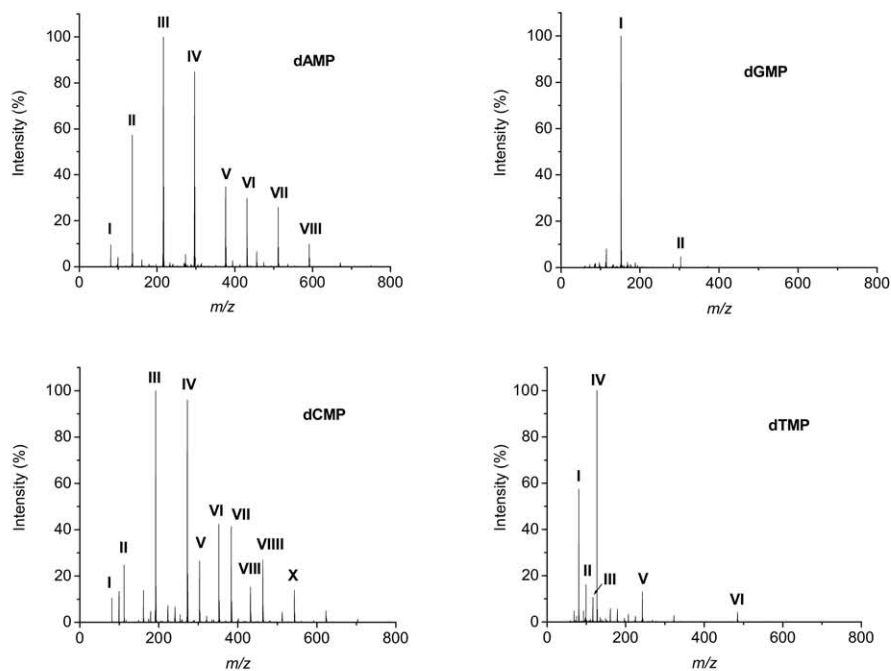 dAMP
Intensity (%)
100
80
60
40
20
0
I
II
III
IV
V
VI
VII
VIII
0 200 400 600 800
m/z
dGMP
Intensity (%)
100
80
60
40
20
0
I
II
0 200 400 600 800
m/z
dCMP
Intensity (%)
100
80
60
40
20
0
I
II
III
IV
V
VI
VII
VIII
VIIII
X
0 200 400 600 800
m/z
dTMP
Intensity (%)
100
80
60
40
20
0
I
II
III
IV
V
VI
0 200 400 600 800
m/z